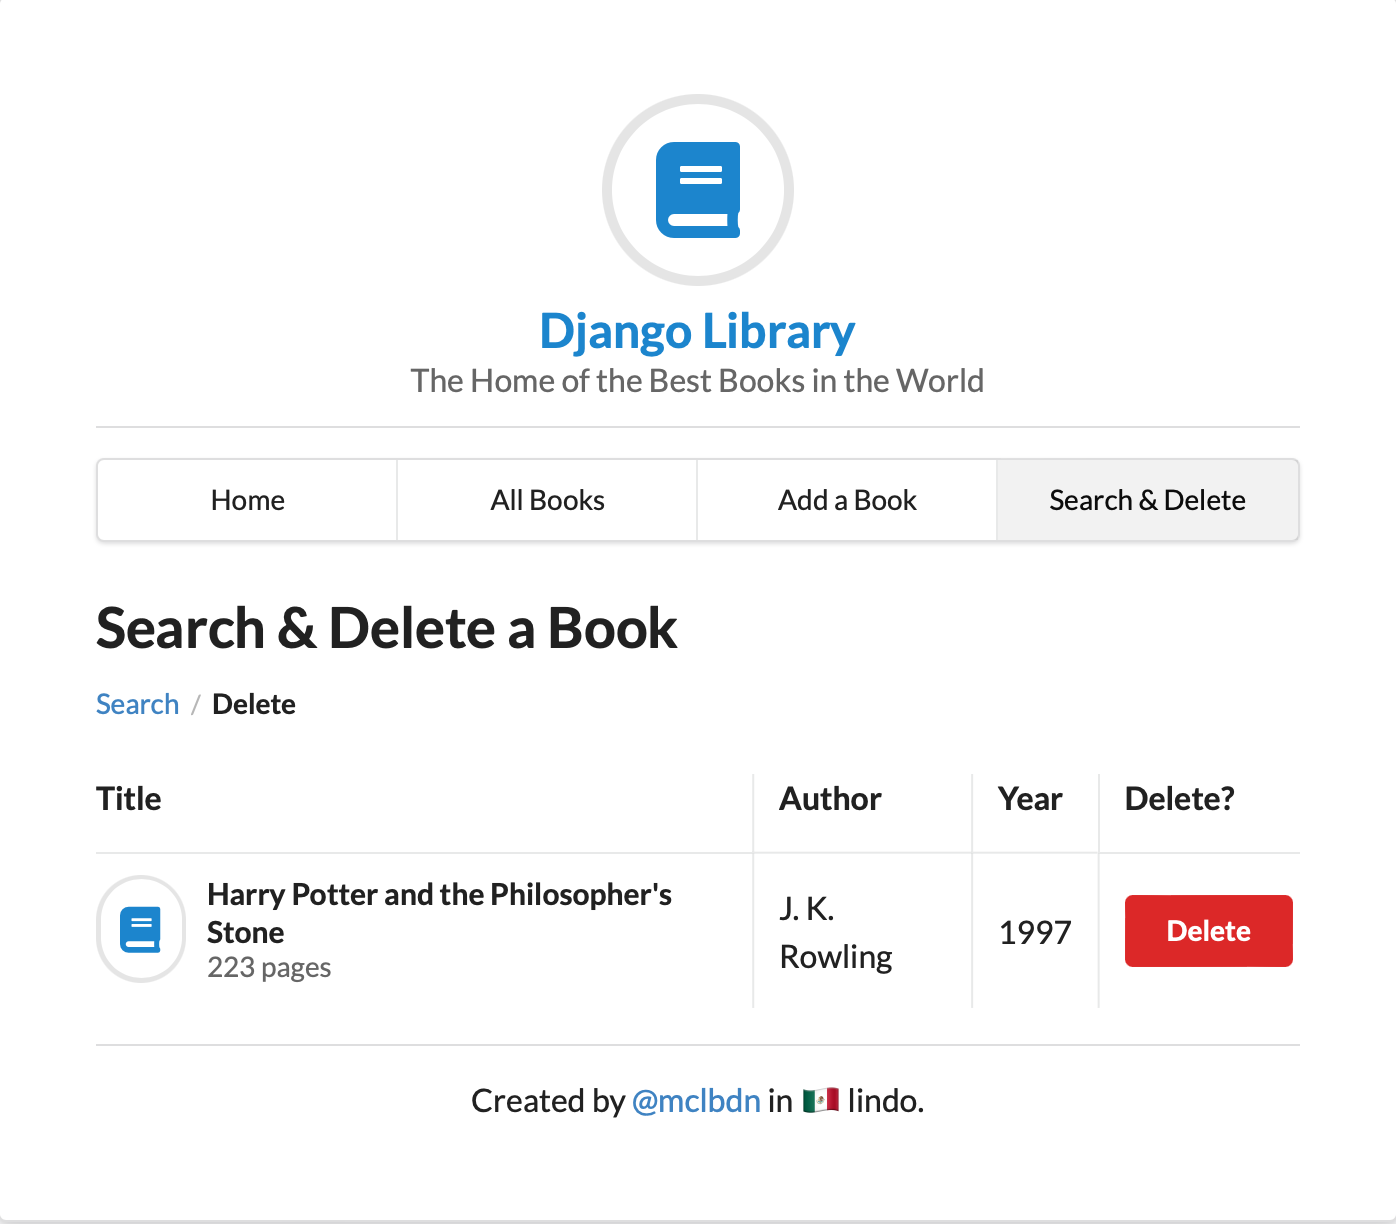 Django Library
The Home of the Best Books in the World
Home
All Books
Add a Book
Search & Delete
Search & Delete a Book
Search / Delete
Title
Author
Year
Delete?
Harry Potter and the Philosopher's
Stone
223 pages
J. K.
Rowling
1997
Delete
Created by @mclbdn in 🇲🇽 lindo.